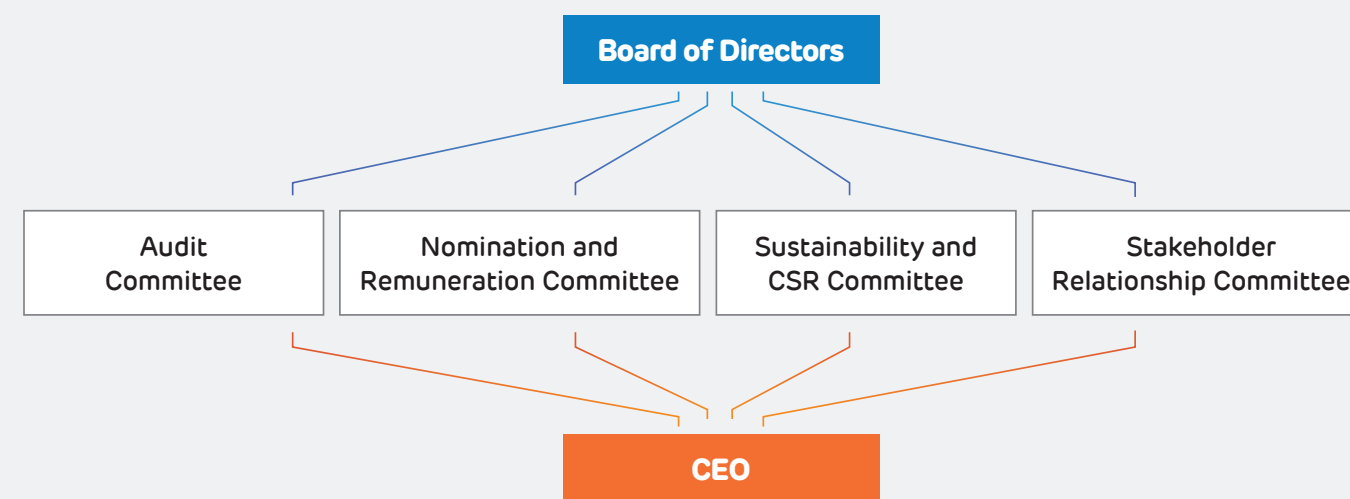 Board of Directors
Audit
Committee
Nomination and
Remuneration Committee
Sustainability and
CSR Committee
Stakeholder
Relationship Committee
CEO